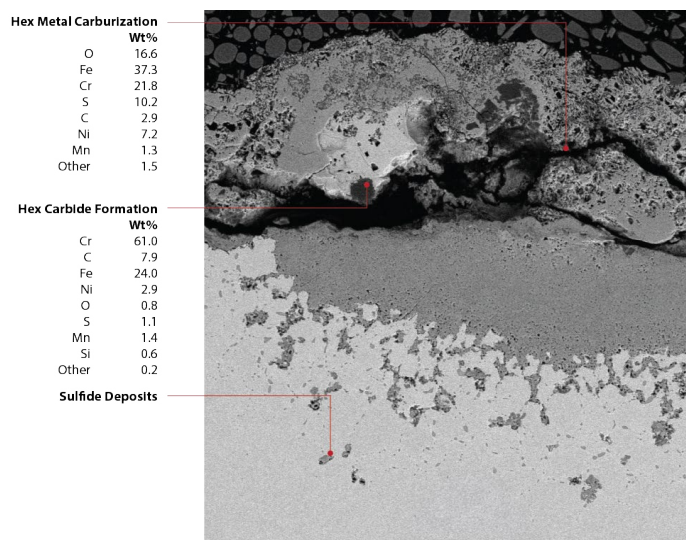 Hex Metal Carburization
Wt%
O 16.6
Fe 37.3
Cr 21.8
S 10.2
C 2.9
Ni 7.2
Mn 1.3
Other 1.5
Hex Carbide Formation
Wt%
Cr 61.0
C 7.9
Fe 24.0
Ni 2.9
O 0.8
S 1.1
Mn 1.4
Si 0.6
Other 0.2
Sulfide Deposits